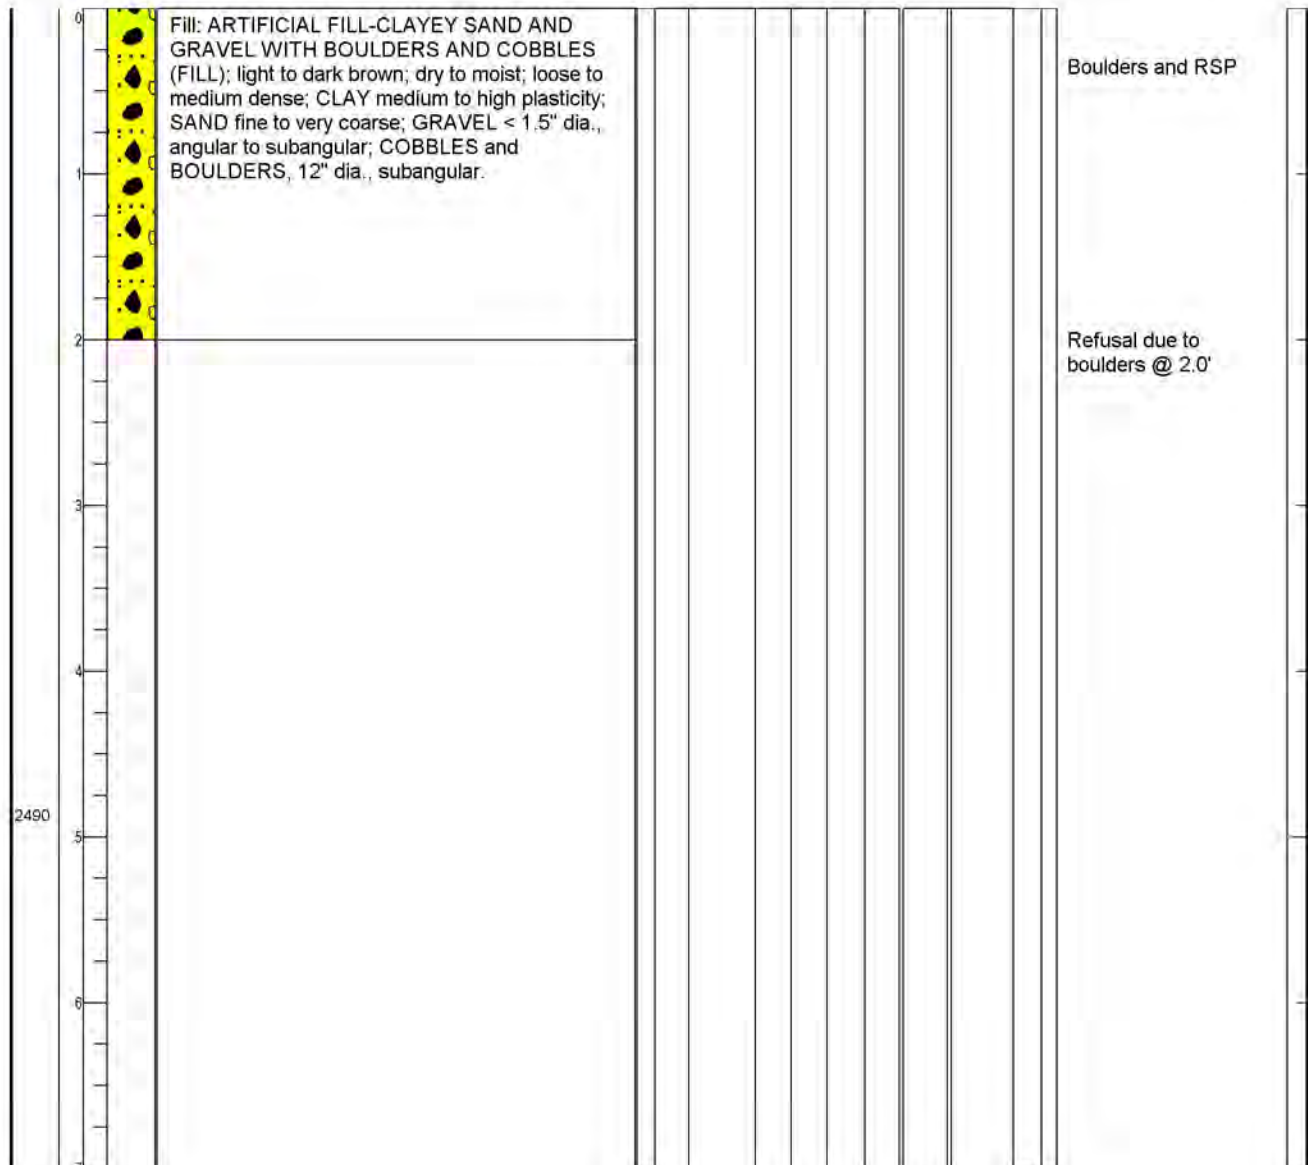 0
Fill: ARTIFICIAL FILL-CLAYEY SAND AND
GRAVEL WITH BOULDERS AND COBBLES
(FILL); light to dark brown; dry to moist; loose to
medium dense; CLAY medium to high plasticity;
SAND fine to very coarse; GRAVEL < 1.5" dia.,
angular to subangular; COBBLES and
BOULDERS, 12" dia., subangular.
Boulders and RSP
1
2
Refusal due to
boulders @ 2.0'
3
4
2490
5
6